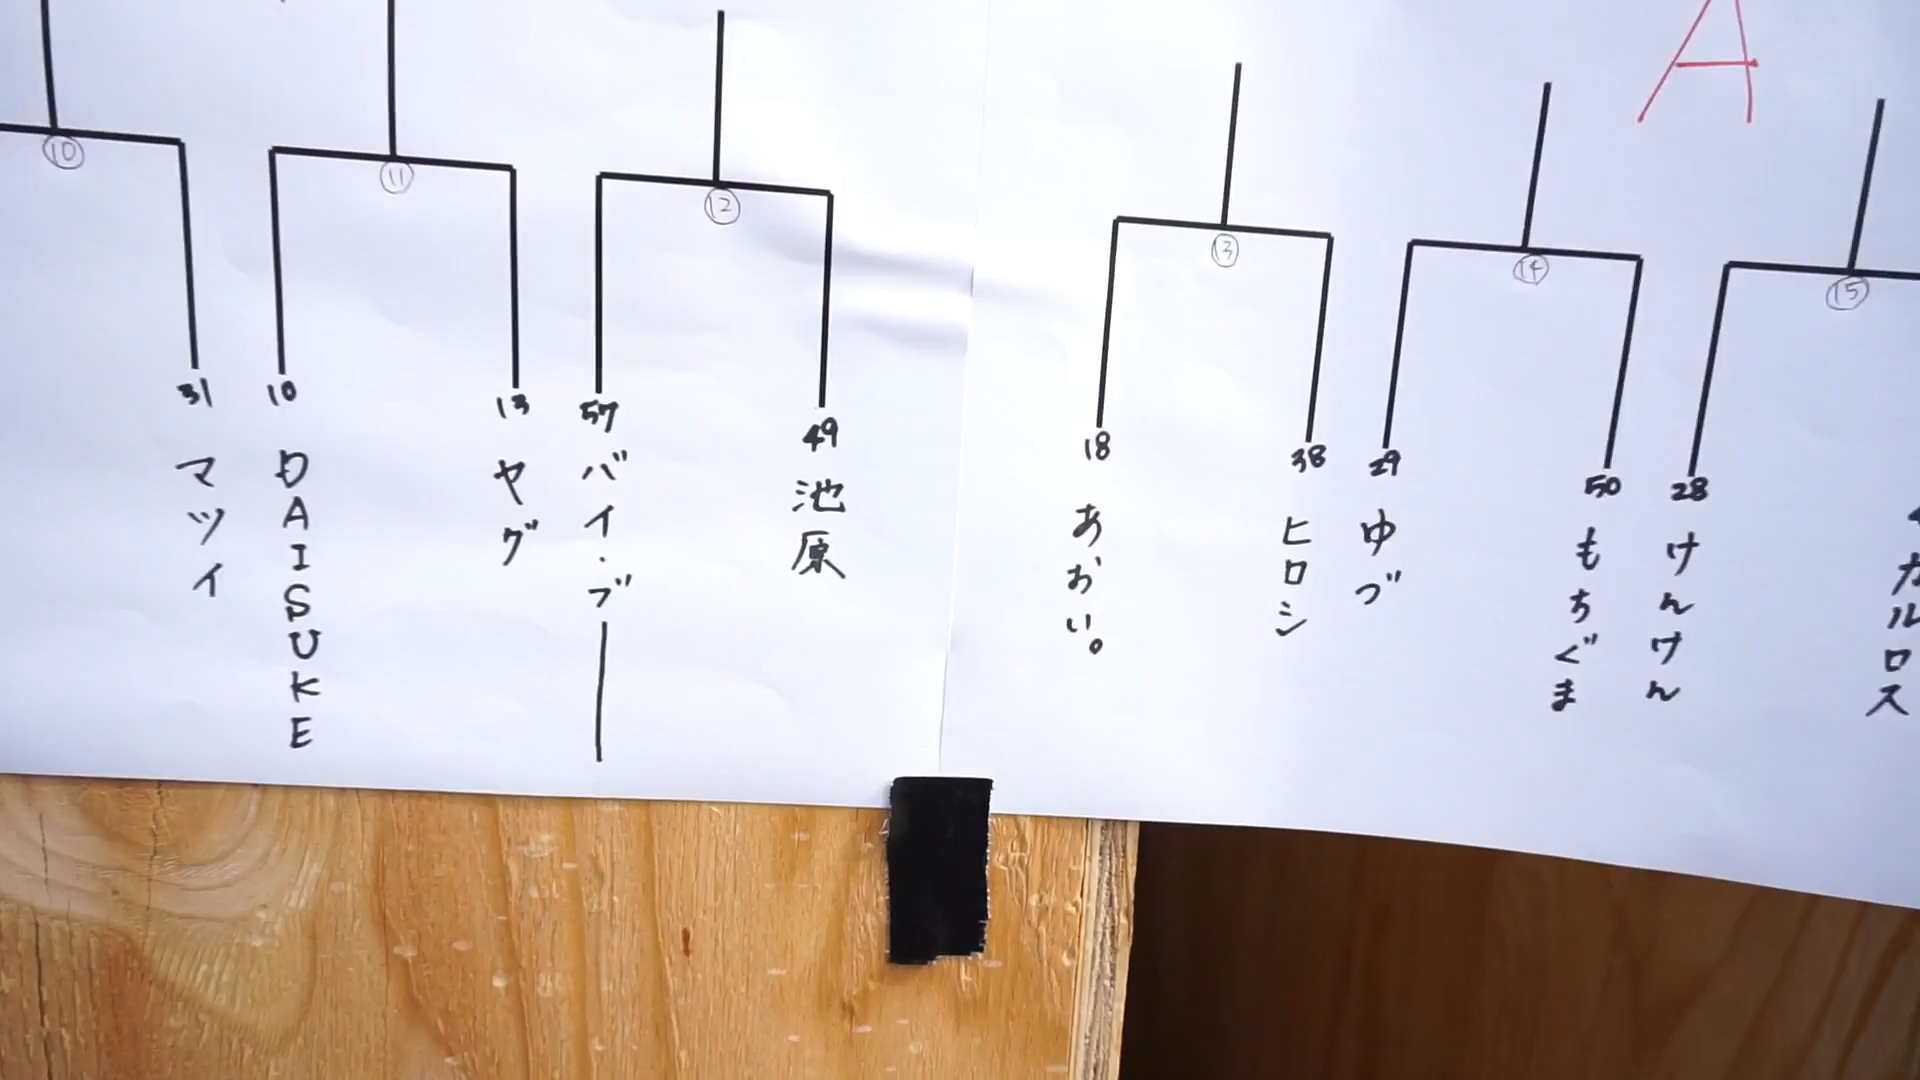 A
⑩
⑪
⑫
⑬
⑭
⑮
31 マツイ
10 DAISUKE
13 ヤグ
57 バイ・ブー
49 池原
18 あおい。
38 ヒロシ
29 ゆづ
50 もちぐま
28 けんけん
カルロス